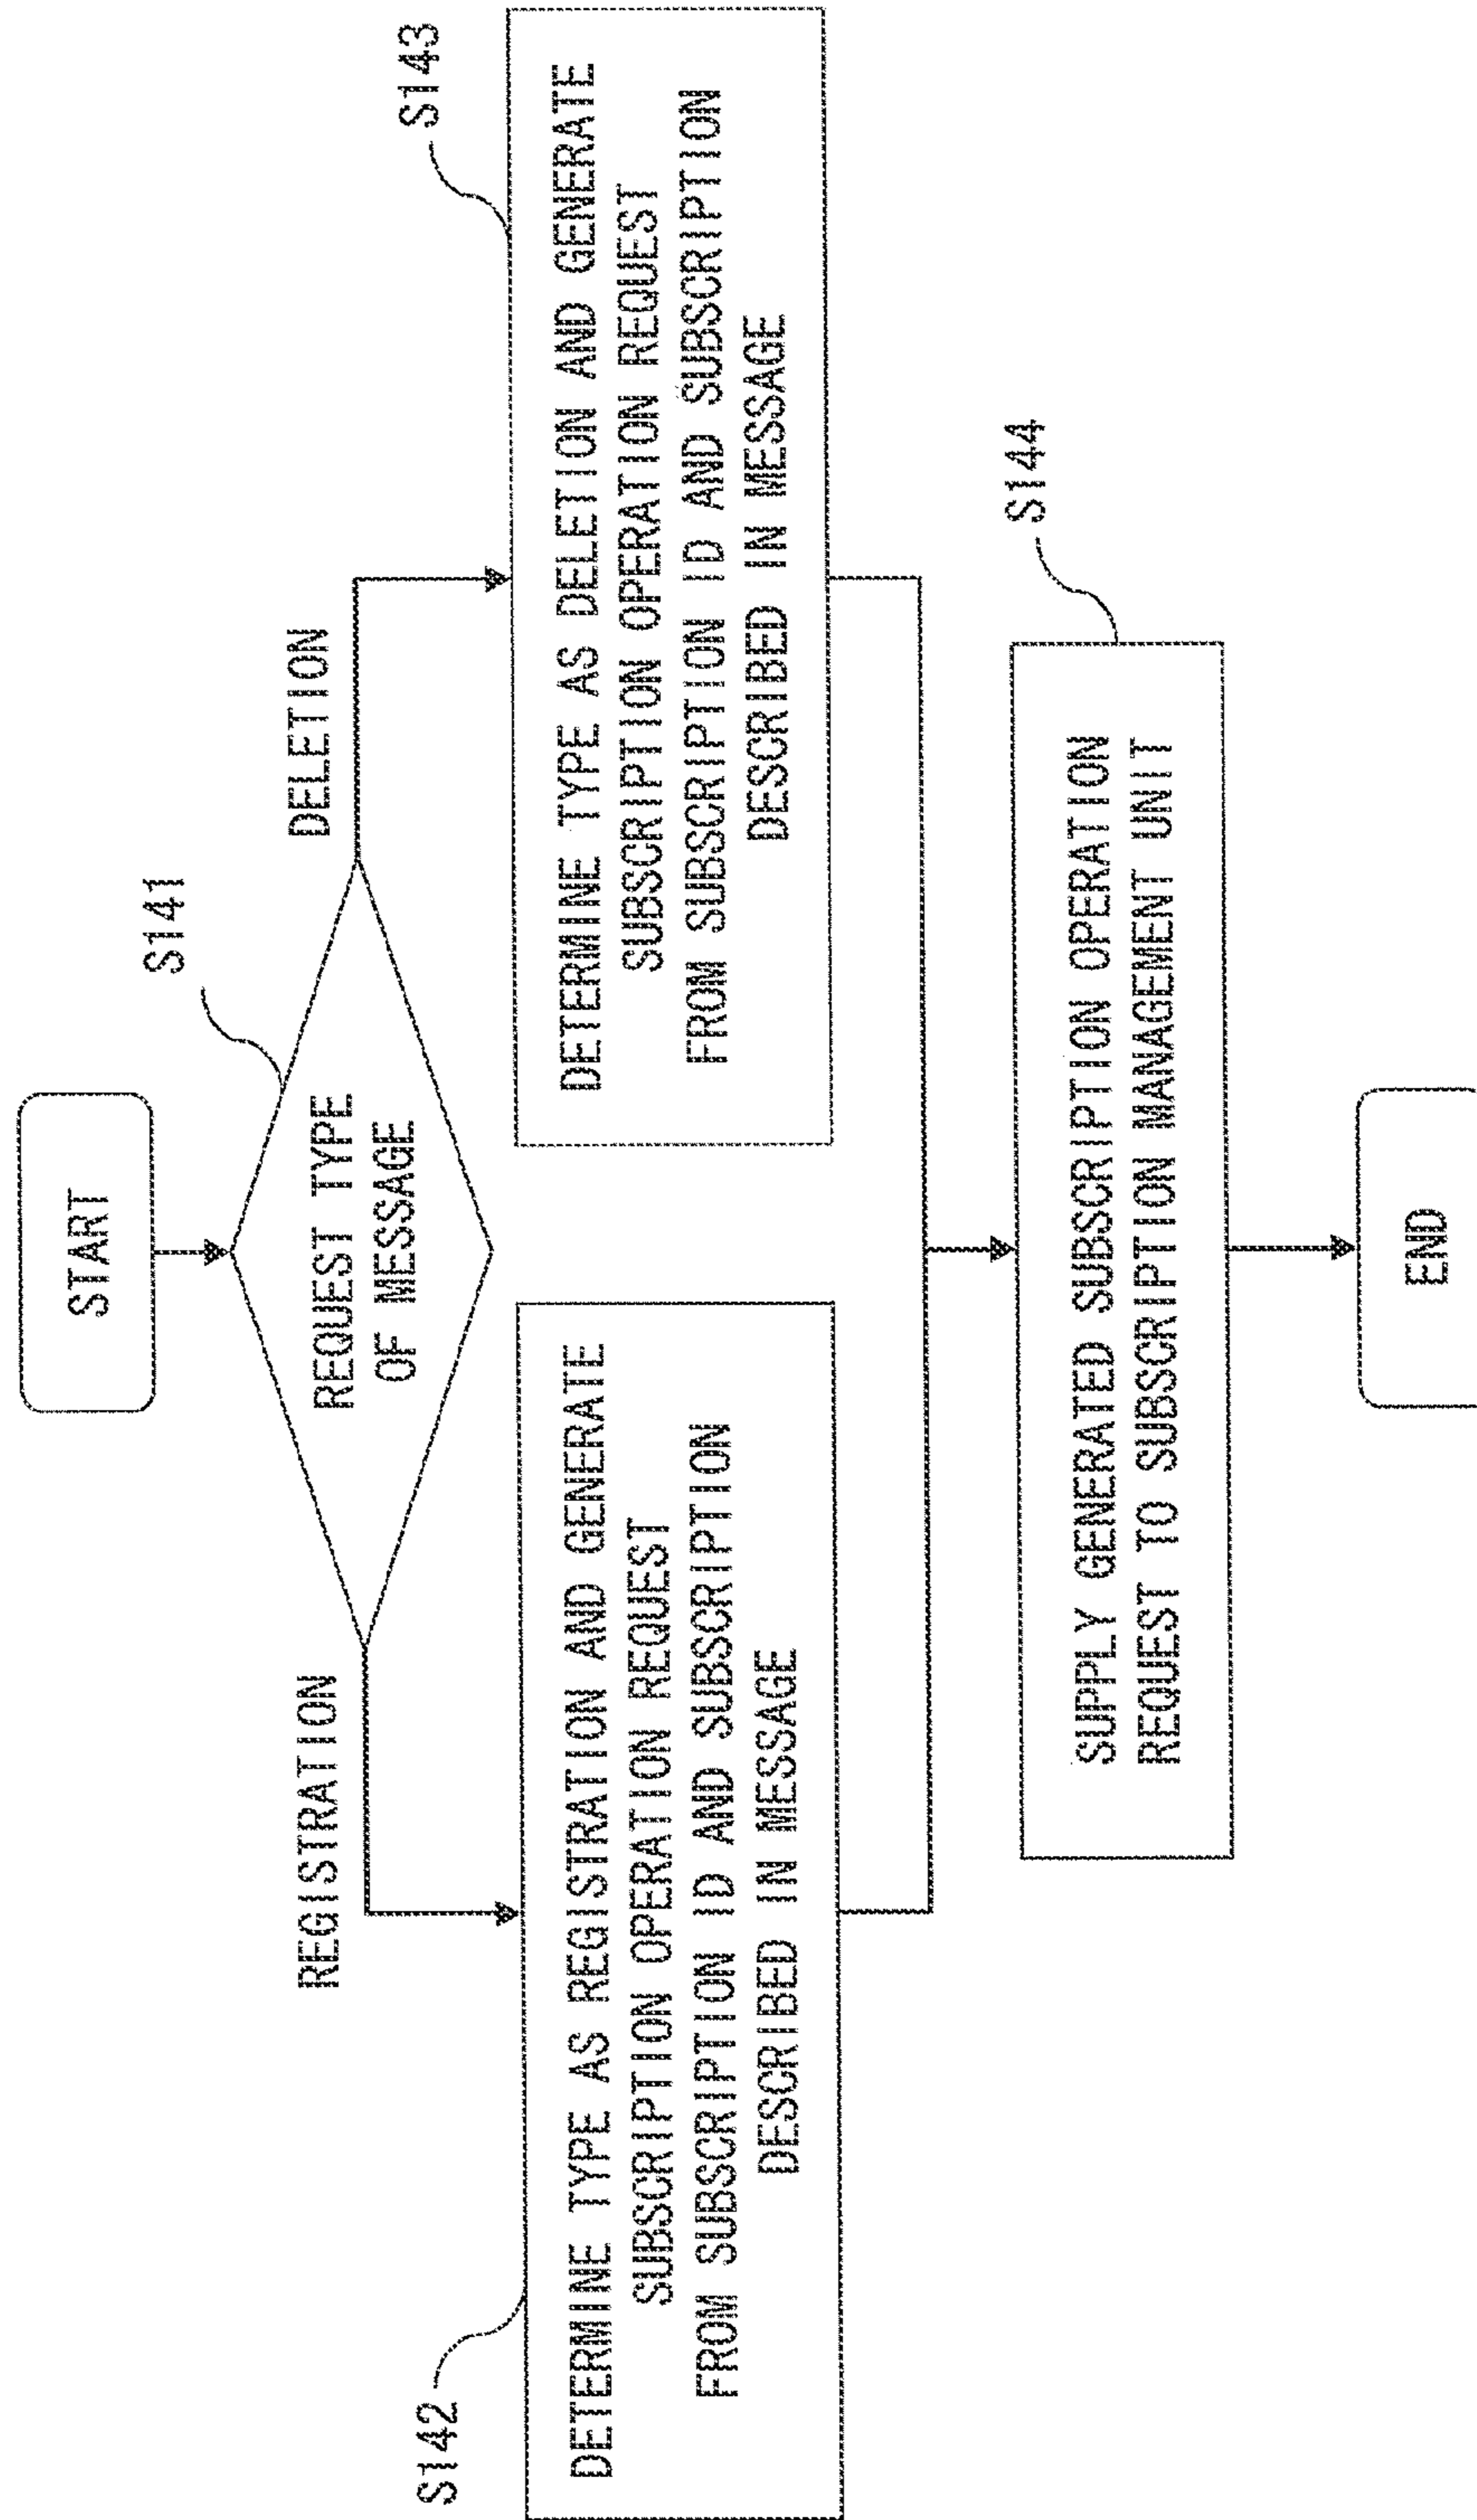 START
S141
REQUEST TYPE
OF MESSAGE
REGISTRATION
DELETION
S142
DETERMINE TYPE AS REGISTRATION AND GENERATE
SUBSCRIPTION OPERATION REQUEST
FROM SUBSCRIPTION ID AND SUBSCRIPTION
DESCRIBED IN MESSAGE
S143
DETERMINE TYPE AS DELETION AND GENERATE
SUBSCRIPTION OPERATION REQUEST
FROM SUBSCRIPTION ID AND SUBSCRIPTION
DESCRIBED IN MESSAGE
S144
SUPPLY GENERATED SUBSCRIPTION OPERATION
REQUEST TO SUBSCRIPTION MANAGEMENT UNIT
END